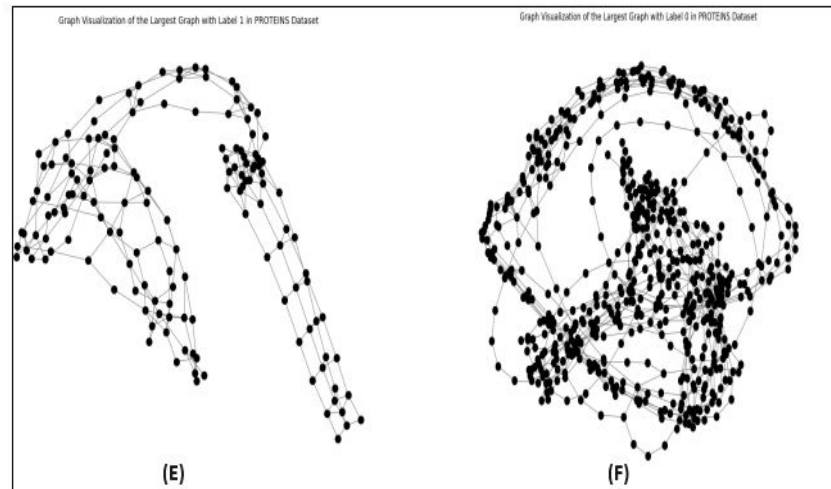 Graph Visualization of the Largest Graph with Label 1 in PROTEINS Dataset
Graph Visualization of the Largest Graph with Label 0 in PROTEINS Dataset
(E)
(F)